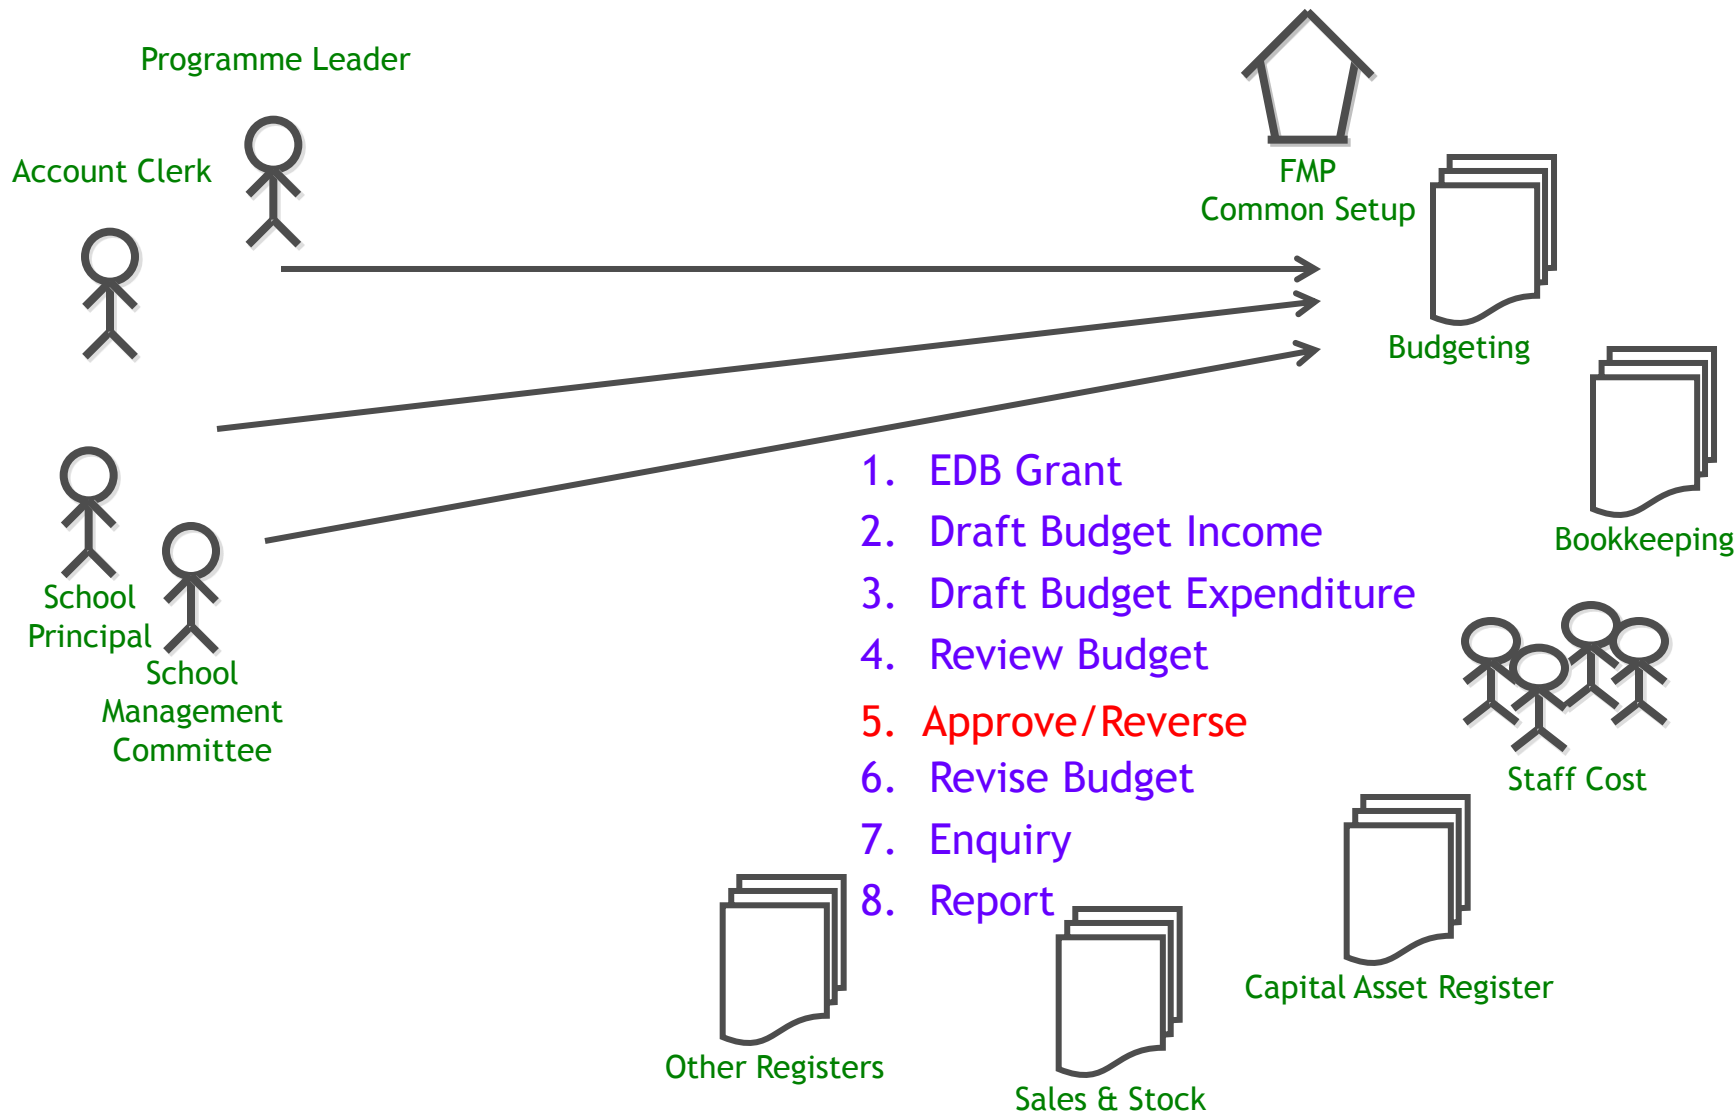 Programme Leader
Account Clerk
FMP
Common Setup
Budgeting
Bookkeeping
1. EDB Grant
2. Draft Budget Income
3. Draft Budget Expenditure
4. Review Budget
5. Approve/Reverse
6. Revise Budget
7. Enquiry
8. Report
School
Principal
School
Management
Committee
Staff Cost
Capital Asset Register
Other Registers
Sales & Stock